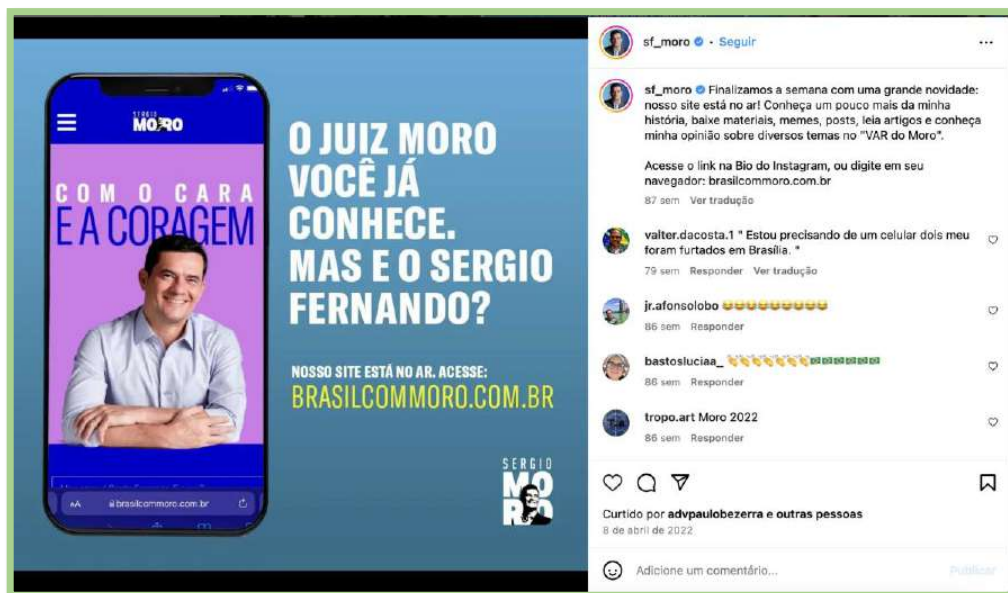 SERGIO
MORO
COM O CARA
E A CORAGEM
AA brasilcommoro.com.br
O JUIZ MORO
VOCÊ JÁ
CONHECE.
MAS E O SERGIO
FERNANDO?
NOSSO SITE ESTÁ NO AR. ACESSE:
BRASILCOMMORO.COM.BR
SERGIO
MO
RO
sf_moro • Seguir
sf_moro Finalizamos a semana com uma grande novidade:
nosso site está no ar! Conheça um pouco mais da minha
história, baixe materiais, memes, posts, leia artigos e conheça
minha opinião sobre diversos temas no "VAR do Moro".
Acesse o link na Bio do Instagram, ou digite em seu
navegador: brasilcommoro.com.br
87 sem Ver tradução
valter.dacosta.1 " Estou precisando de um celular dois meu
foram furtados em Brasília. "
79 sem Responder Ver tradução
jr.afonsolobo 😂😂😂😂😂😂😂😂😂
86 sem Responder
bastosluciaa_ 👏👏👏👏👏👏👏🇧🇷🇧🇷🇧🇷🇧🇷🇧🇷🇧🇷
86 sem Responder
tropo.art Moro 2022
86 sem Responder
Curtido por advpaulobezerra e outras pessoas
8 de abril de 2022
Adicione um comentário...
Publicar